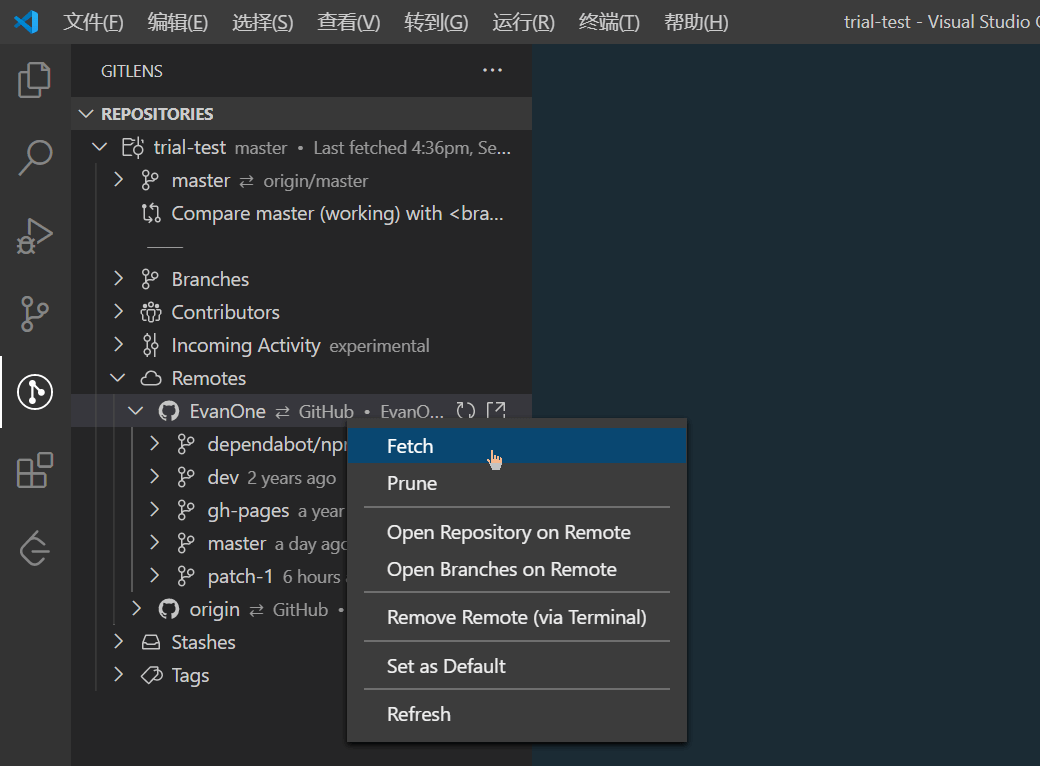 文件(F) 编辑(E) 选择(S) 查看(V) 转到(G) 运行(R) 终端(T) 帮助(H) trial-test - Visual Studio
GITLENS
REPOSITORIES
trial-test master • Last fetched 4:36pm, Se...
master ⇄ origin/master
Compare master (working) with <bra...
Branches
Contributors
Incoming Activity experimental
Remotes
EvanOne ⇄ GitHub • EvanO...
dependabot/npm
dev 2 years ago
gh-pages a year
master a day ago
patch-1 6 hours
origin ⇄ GitHub •
Stashes
Tags
Fetch
Prune
Open Repository on Remote
Open Branches on Remote
Remove Remote (via Terminal)
Set as Default
Refresh